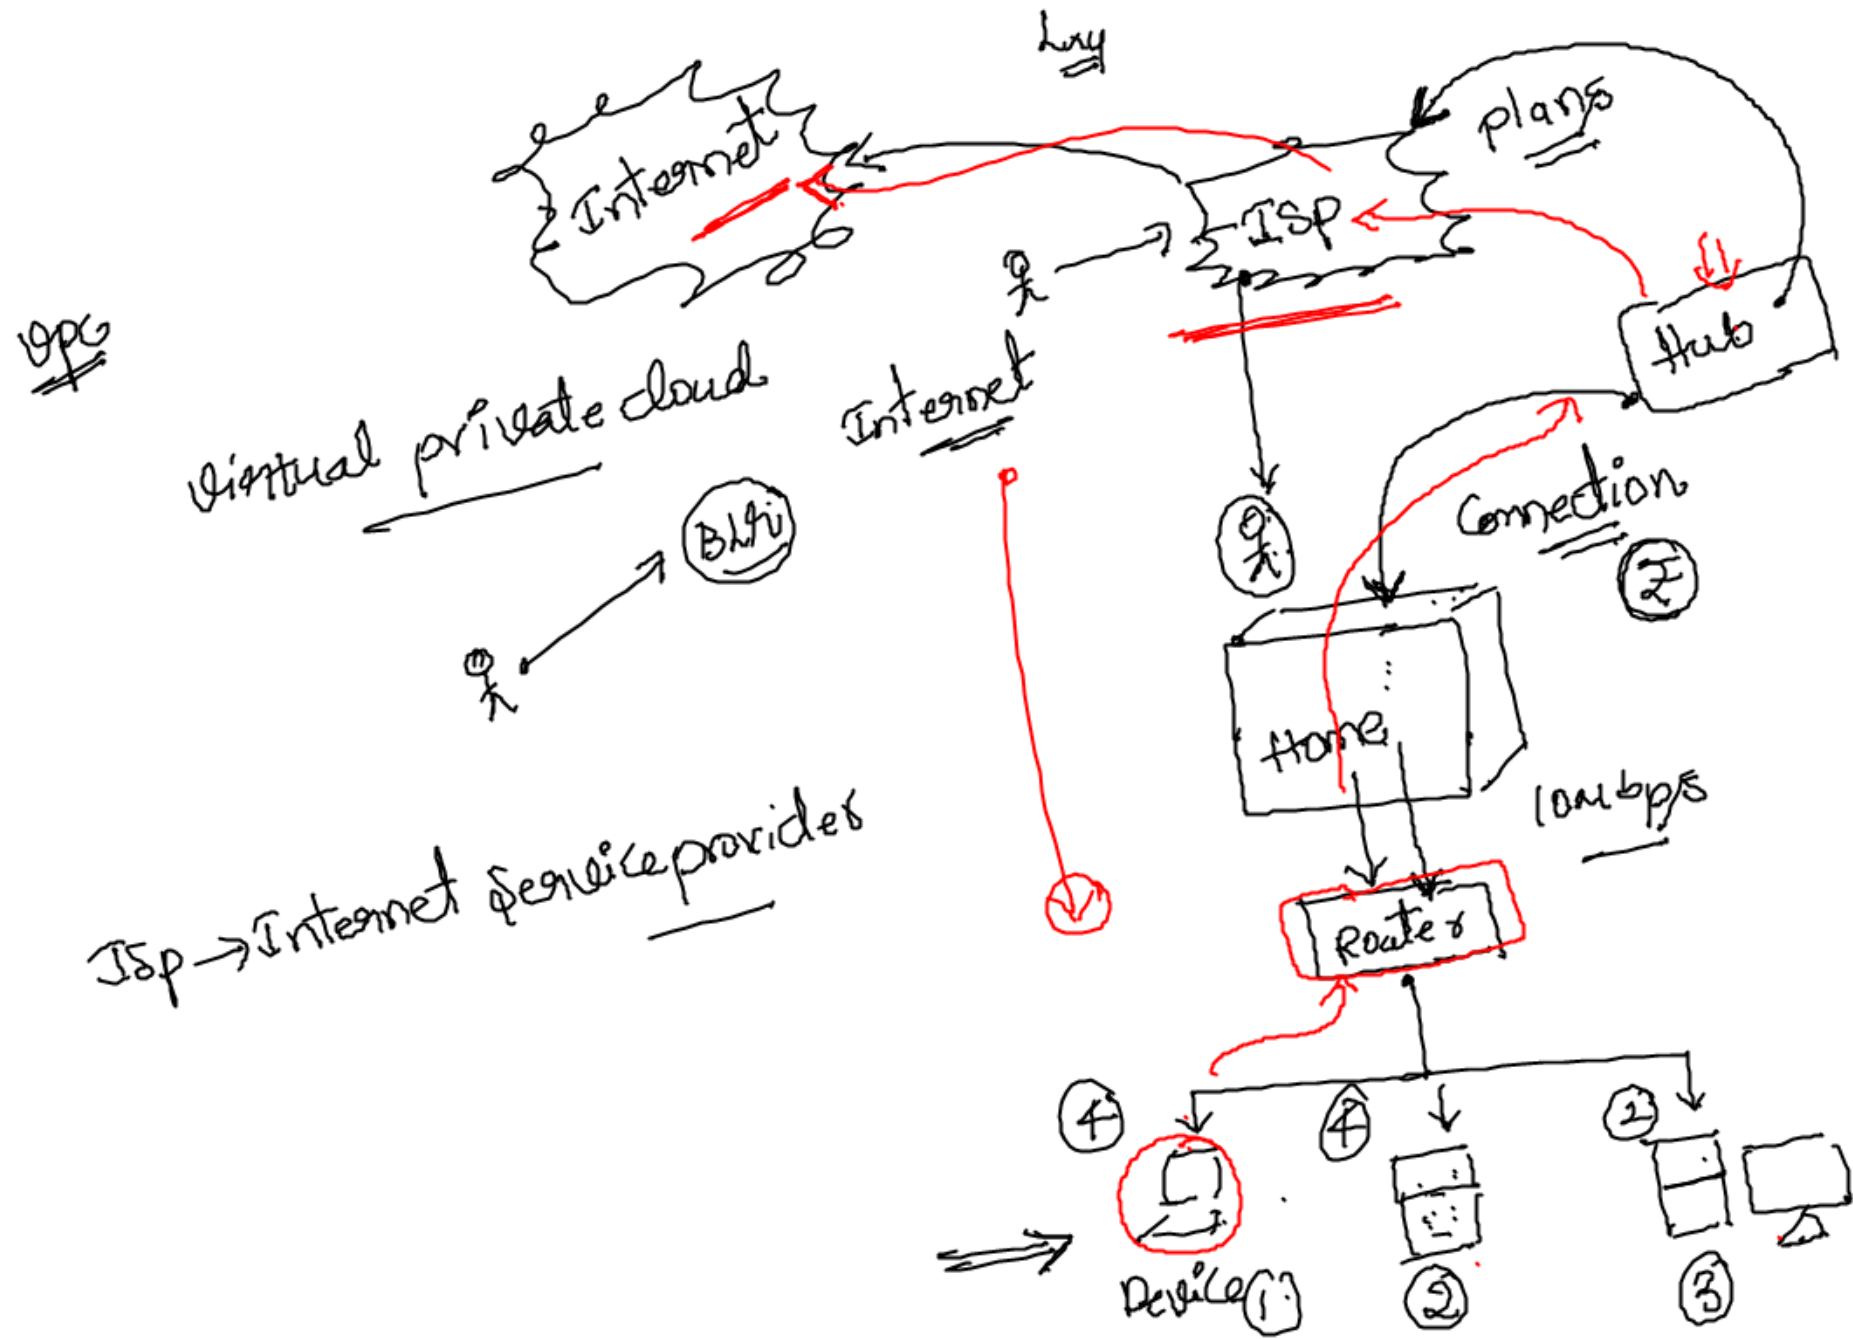 plans
Internet
ISP
Hub
VPC
Virtual private cloud
Internet
Connection
2
Home
10Mbps
ISp → Internet Service provider
Router
4
4
2
Device 1
2
3